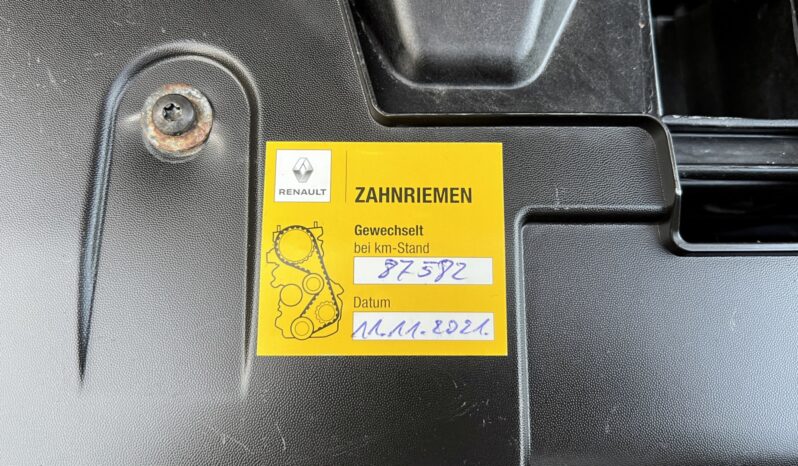 RENAULT
ZAHNRIEMEN
Gewechselt
bei km-Stand
87582
Datum
11.11.2021.